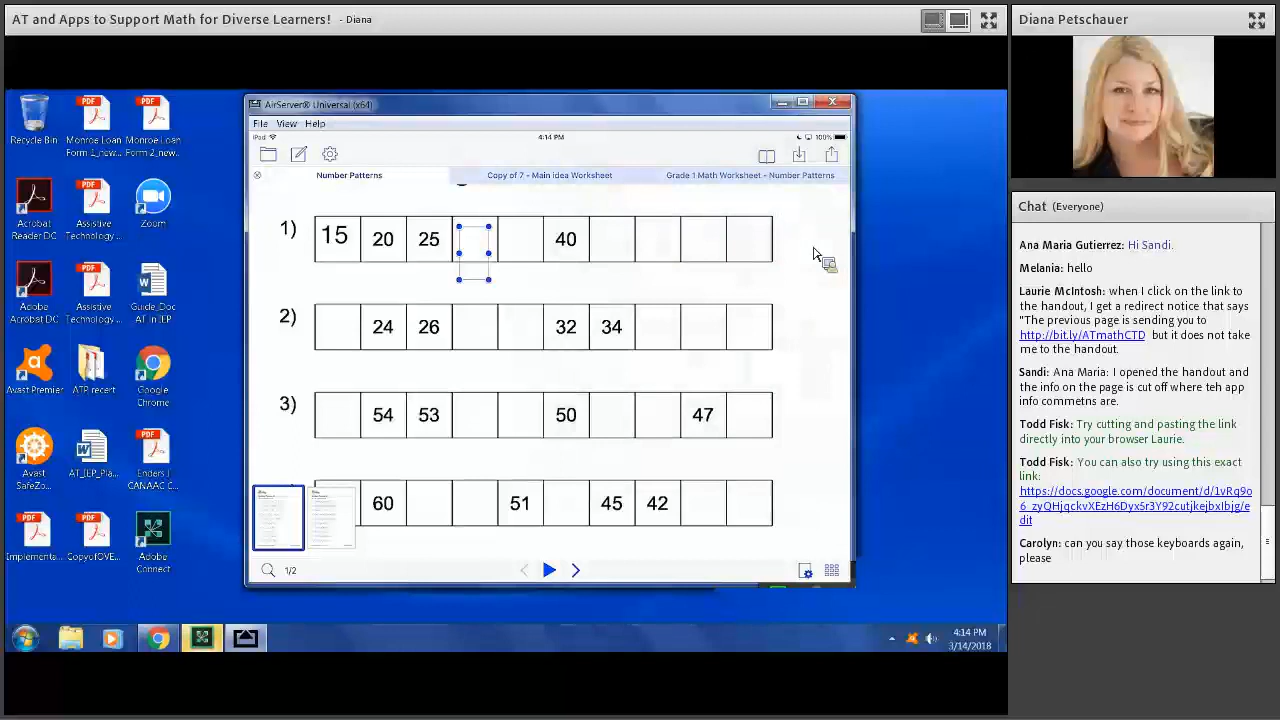 AT and Apps to Support Math for Diverse Learners! - Diana
Recycle Bin
Monroe Loan Form 1_new...
Monroe Loan Form 2_new...
Acrobat Reader DC
Assistive Technology ...
Zoom
Adobe Acrobat DC
Assistive Technology ...
Guide_Doc AT in IEP
Avast Premier
ATP recert
Google Chrome
Avast SafeZo...
AT_IEP_Pla...
Enders J CANAAC C...
Implementa...
CopyofOVE...
Adobe Connect
AirServer® Universal (x64)
File View Help
iPad 4:14 PM 100%
Number Patterns Copy of 7 - Main idea Worksheet Grade 1 Math Worksheet - Number Patterns
1) 15 20 25 40
2) 24 26 32 34
3) 54 53 50 47
60 51 45 42
1/2
4:14 PM
3/14/2018
Diana Petschauer
Chat (Everyone)
Ana Maria Gutierrez: Hi Sandi.
Melania: hello
Laurie McIntosh: when I click on the link to
the handout, I get a redirect notice that says
"The previous page is sending you to
http://bit.ly/ATmathCTD but it does not take
me to the handout.
Sandi: Ana Maria: I opened the handout and
the info on the page is cut off where teh app
info commetns are.
Todd Fisk: Try cutting and pasting the link
directly into your browser Laurie.
Todd Fisk: You can also try using this exact
link:
https://docs.google.com/document/d/1vRq9o
6_zyQHjqckvXEzH6Dyx5r3Y92cutjkejbxIbjg/e
dit
Carolyn: can you say those keyboards again,
please